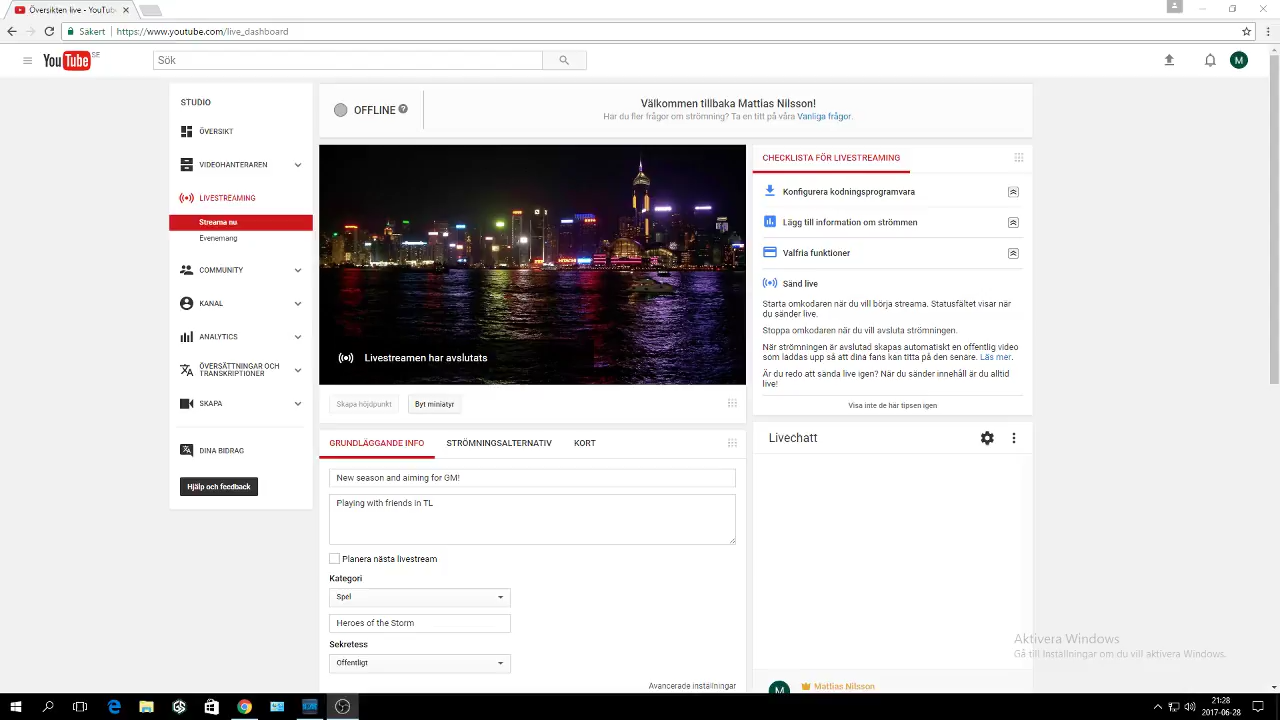 Översikten live - YouTub
Säkert
https://www.youtube.com/live_dashboard
YouTube SE
Sök
M
STUDIO
ÖVERSIKT
VIDEOHANTERAREN
LIVESTREAMING
Streama nu
Evenemang
COMMUNITY
KANAL
ANALYTICS
ÖVERSÄTTNINGAR OCH
TRANSKRIPTIONER
SKAPA
DINA BIDRAG
Hjälp och feedback
OFFLINE ?
Välkommen tillbaka Mattias Nilsson!
Har du fler frågor om strömning? Ta en titt på våra Vanliga frågor.
Livestreamen har avslutats
Skapa höjdpunkt
Byt miniatyr
GRUNDLÄGGANDE INFO
STRÖMNINGSALTERNATIV
KORT
New season and aiming for GM!
Playing with friends in TL
Planera nästa livestream
Kategori
Spel
Heroes of the Storm
Sekretess
Offentligt
Avancerade inställningar
CHECKLISTA FÖR LIVESTREAMING
Konfigurera kodningsprogramvara
Lägg till information om strömmen
Valfria funktioner
Sänd live
Starta omkodaren när du vill börja streama. Statusfältet visar när
du sänder live.
Stoppa omkodaren när du vill avsluta strömningen.
När strömningen är avslutad skapas automatiskt en offentlig video
som laddas upp så att dina fans kan titta på den senare. Läs mer.
Är du redo att sända live igen? När du sänder innehåll är du alltid
live!
Visa inte de här tipsen igen
Livechatt
M
Mattias Nilsson
Aktivera Windows
Gå till Inställningar om du vill aktivera Windows.
21:28
2017-06-28